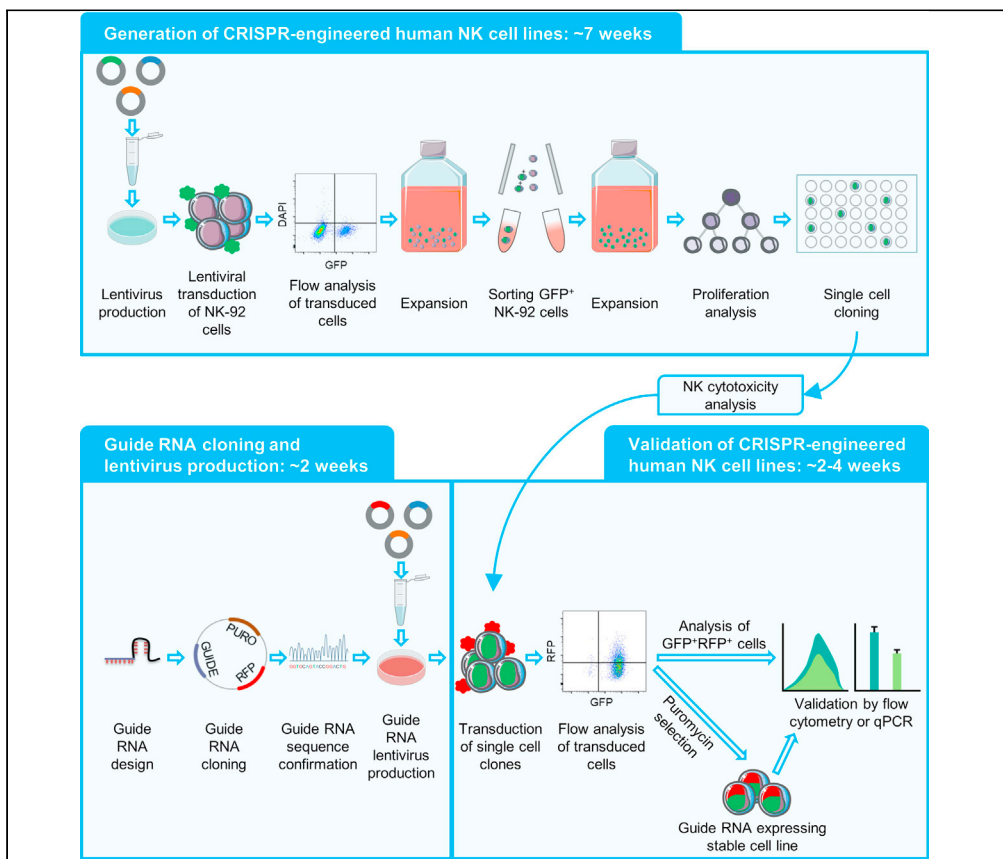 Generation of CRISPR-engineered human NK cell lines: ~7 weeks
DAPI
GFP
Lentivirus
production
Lentiviral
transduction
of NK-92
cells
Flow analysis
of transduced
cells
Expansion
Sorting GFP⁺
NK-92 cells
Expansion
Proliferation
analysis
Single cell
cloning
NK cytotoxicity
analysis
Guide RNA cloning and
lentivirus production: ~2 weeks
PURO
GUIDE
RFP
Guide
RNA
design
Guide
RNA
cloning
Guide RNA
sequence
confirmation
Guide
RNA
lentivirus
production
Validation of CRISPR-engineered
human NK cell lines: ~2-4 weeks
Transduction
of single cell
clones
RFP
GFP
Flow analysis
of transduced
cells
Analysis of
GFP⁺RFP⁺ cells
Puromycin
selection
Validation by flow
cytometry or qPCR
Guide RNA expressing
stable cell line